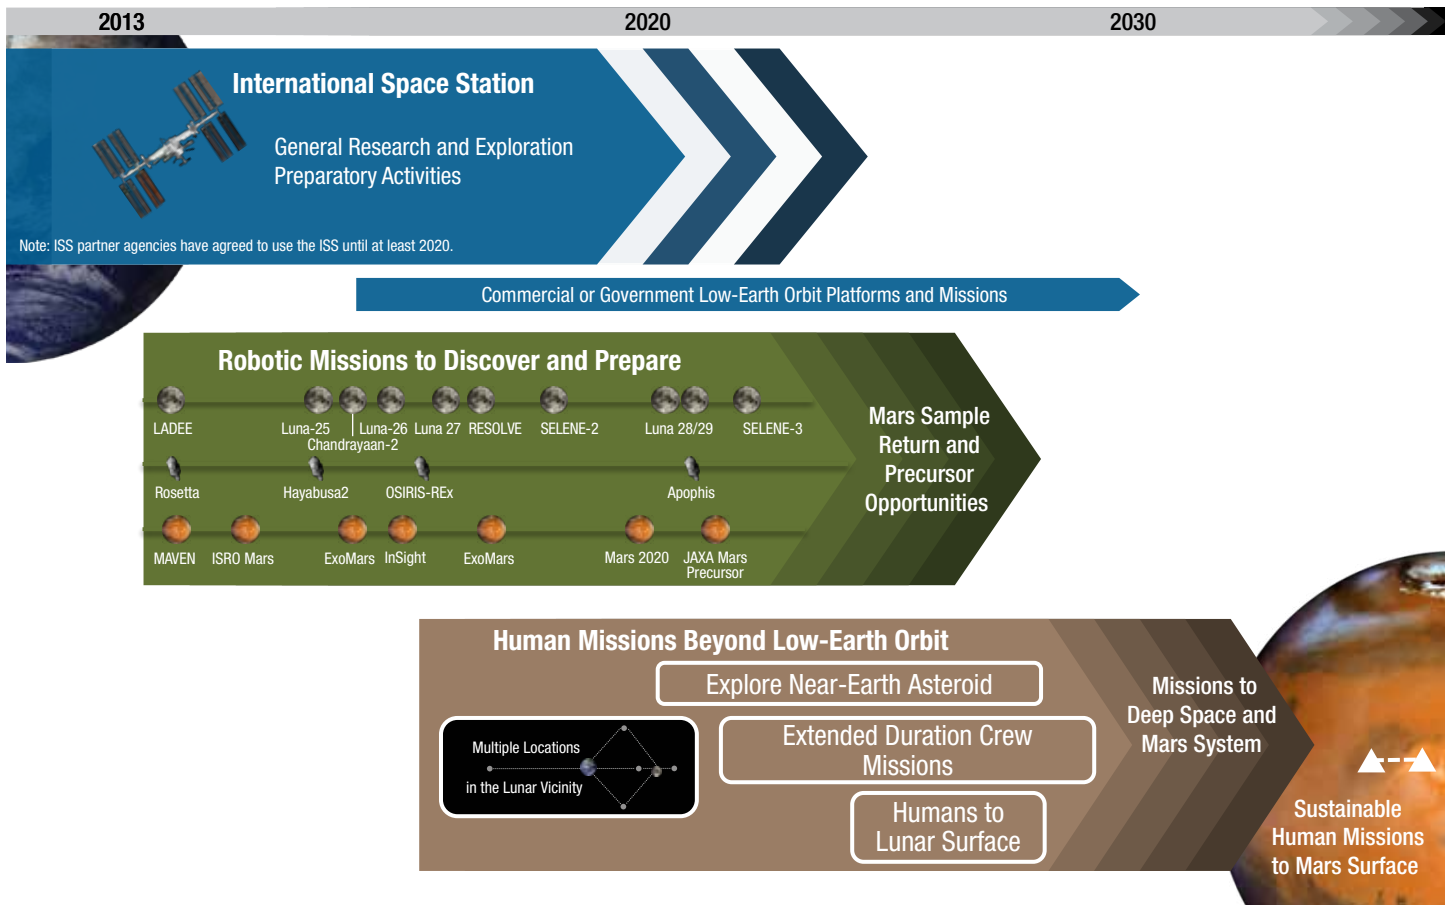 2013 2020 2030
International Space Station
General Research and Exploration
Preparatory Activities
Note: ISS partner agencies have agreed to use the ISS until at least 2020.
Commercial or Government Low-Earth Orbit Platforms and Missions
Robotic Missions to Discover and Prepare
LADEE Luna-25 Luna-26 Luna 27 RESOLVE SELENE-2 Luna 28/29 SELENE-3
Chandrayaan-2
Rosetta Hayabusa2 OSIRIS-REx Apophis
MAVEN ISRO Mars ExoMars InSight ExoMars Mars 2020 JAXA Mars
Precursor
Mars Sample
Return and
Precursor
Opportunities
Human Missions Beyond Low-Earth Orbit
Explore Near-Earth Asteroid
Multiple Locations
in the Lunar Vicinity
Extended Duration Crew
Missions
Humans to
Lunar Surface
Missions to
Deep Space and
Mars System
Sustainable
Human Missions
to Mars Surface